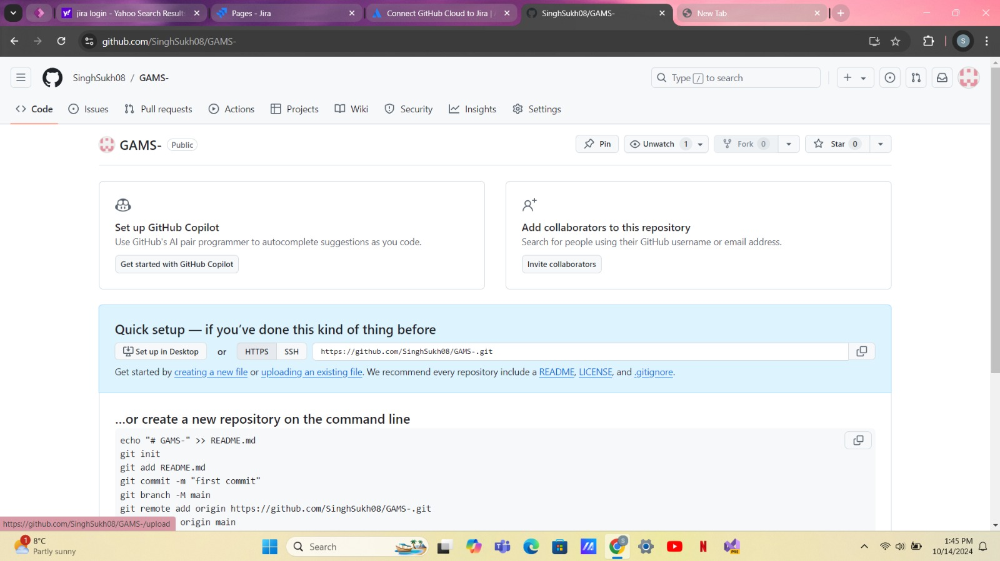 jira login - Yahoo Search Results
Pages - Jira
Connect GitHub Cloud to Jira |
SinghSukh08/GAMS-
New Tab
github.com/SinghSukh08/GAMS-
S
SinghSukh08 / GAMS-
Type / to search
Code
Issues
Pull requests
Actions
Projects
Wiki
Security
Insights
Settings
GAMS- Public
Pin
Unwatch 1
Fork 0
Star 0
Set up GitHub Copilot
Use GitHub's AI pair programmer to autocomplete suggestions as you code.
Get started with GitHub Copilot
Add collaborators to this repository
Search for people using their GitHub username or email address.
Invite collaborators
Quick setup — if you've done this kind of thing before
Set up in Desktop or HTTPS SSH https://github.com/SinghSukh08/GAMS-.git
Get started by creating a new file or uploading an existing file. We recommend every repository include a README, LICENSE, and .gitignore.
...or create a new repository on the command line
echo "# GAMS-" >> README.md
git init
git add README.md
git commit -m "first commit"
git branch -M main
git remote add origin https://github.com/SinghSukh08/GAMS-.git
origin main
https://github.com/SinghSukh08/GAMS-/upload
1
8°C
Partly sunny
Search
S
N
PRE
1:45 PM
10/14/2024